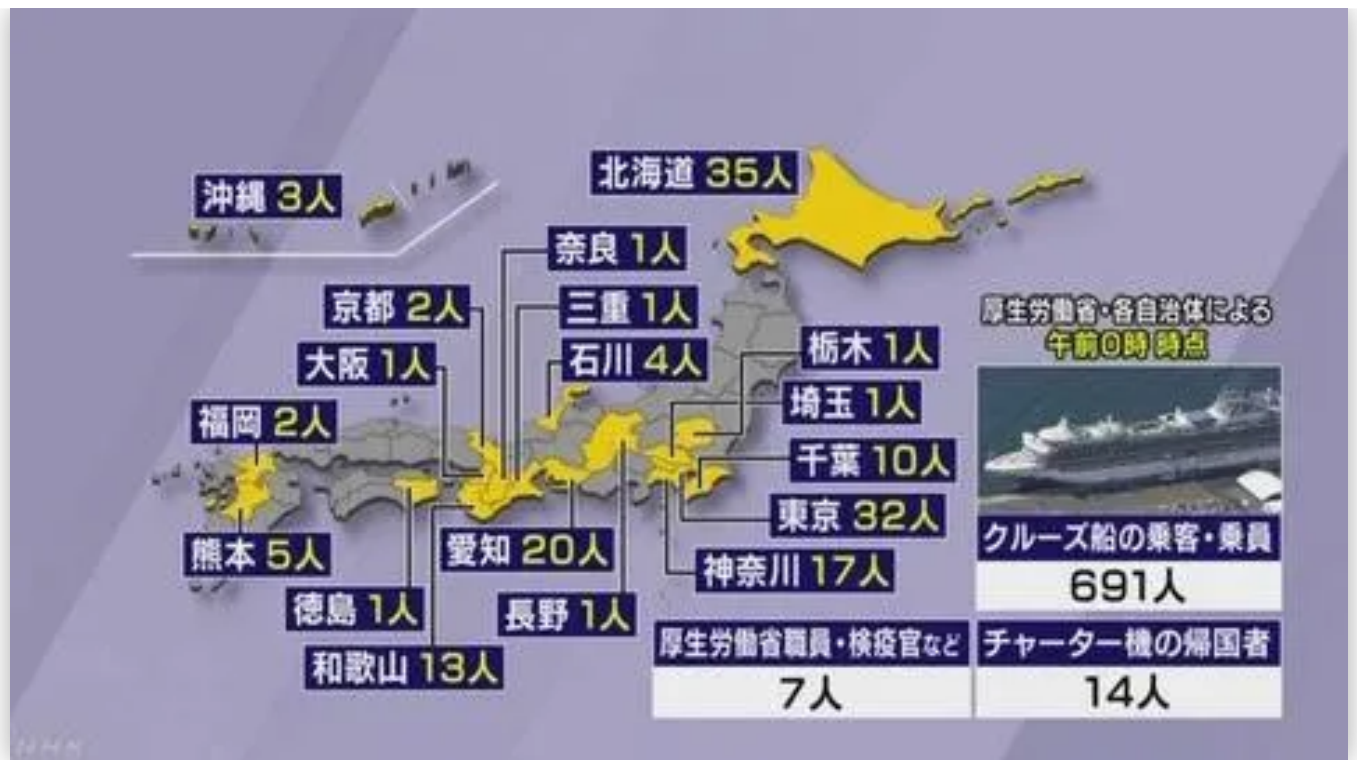 北海道 35人
沖縄 3人
奈良 1人
京都 2人
三重 1人
厚生労働省・各自治体による
午前0時 時点
大阪 1人
石川 4人
栃木 1人
埼玉 1人
福岡 2人
千葉 10人
東京 32人
熊本 5人
愛知 20人
神奈川 17人
徳島 1人
長野 1人
和歌山 13人
クルーズ船の乗客・乗員
691人
厚生労働省職員・検疫官など
7人
チャーター機の帰国者
14人
NHK